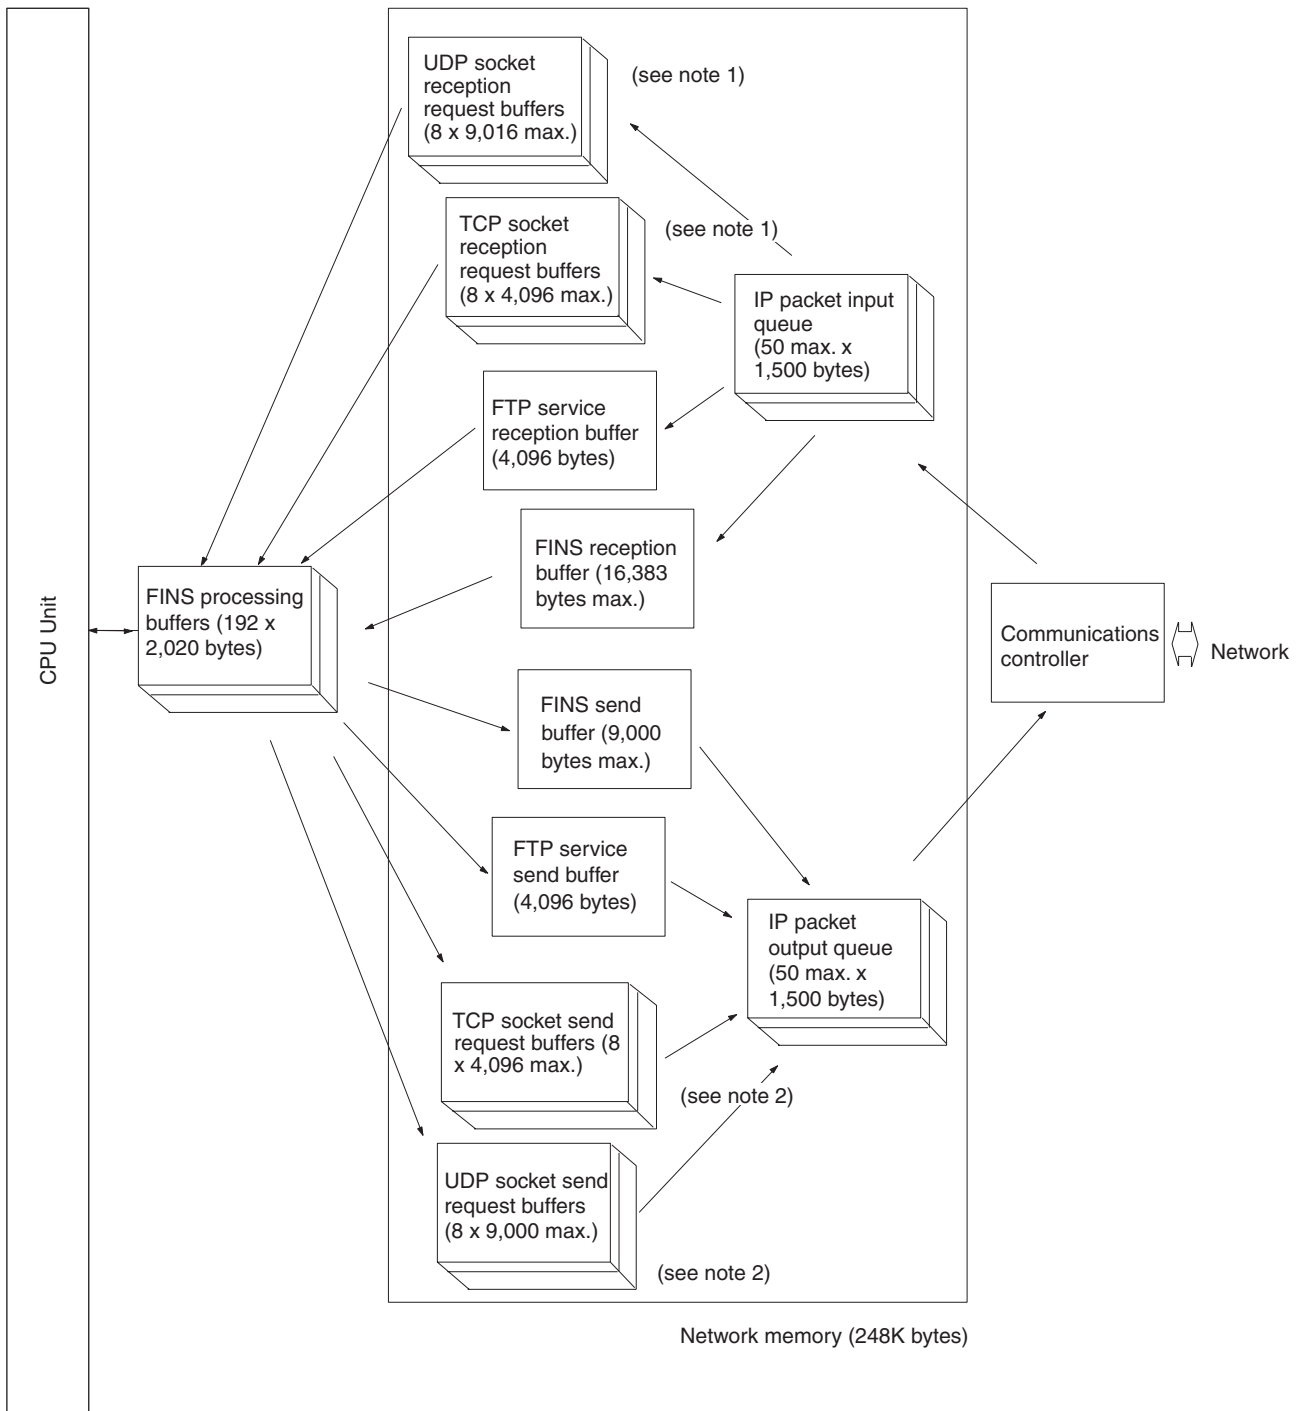 UDP socket
reception
request buffers
(8 x 9,016 max.)
(see note 1)
TCP socket
reception
request buffers
(8 x 4,096 max.)
(see note 1)
IP packet input
queue
(50 max. x
1,500 bytes)
FTP service
reception buffer
(4,096 bytes)
FINS reception
buffer (16,383
bytes max.)
CPU Unit
FINS processing
buffers (192 x
2,020 bytes)
Communications
controller
Network
FINS send
buffer (9,000
bytes max.)
FTP service
send buffer
(4,096 bytes)
IP packet
output queue
(50 max. x
1,500 bytes)
TCP socket send
request buffers (8
x 4,096 max.)
(see note 2)
UDP socket send
request buffers
(8 x 9,000 max.)
(see note 2)
Network memory (248K bytes)